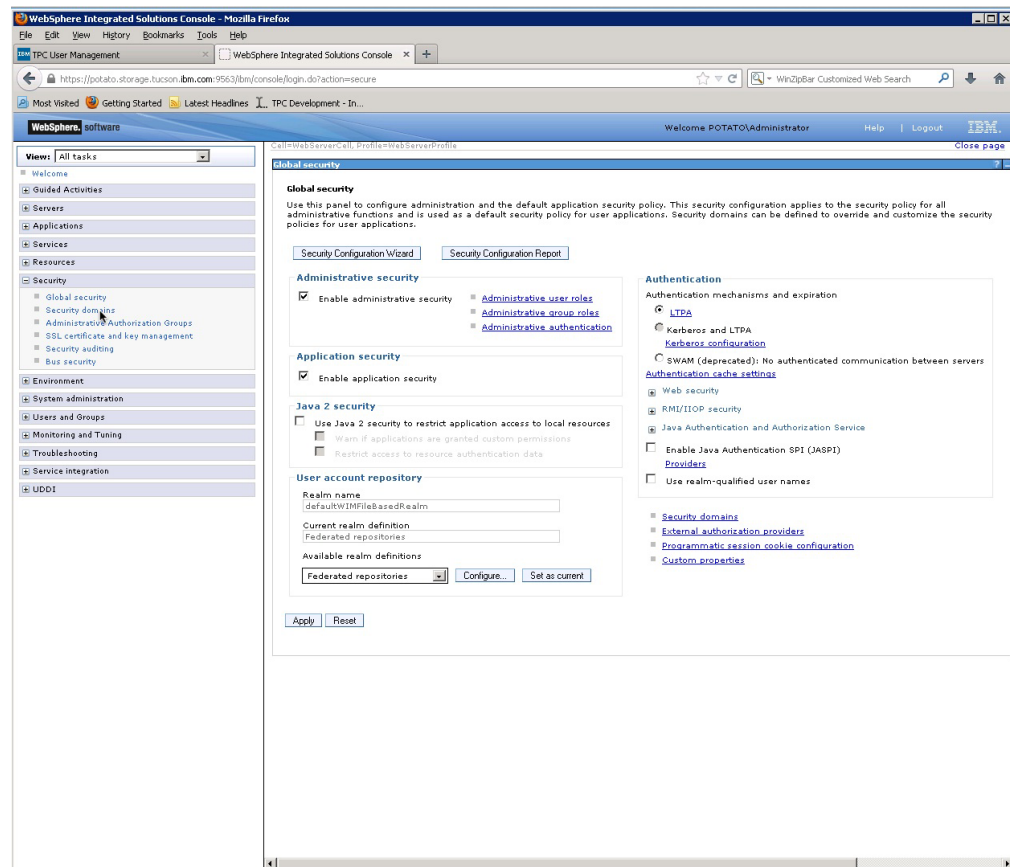 WebSphere Integrated Solutions Console - Mozilla Firefox
File Edit View History Bookmarks Tools Help
IBM TPC User Management × WebSphere Integrated Solutions Console × +
https://potato.storage.tucson.ibm.com:9563/ibm/console/login.do?action=secure WinZipBar Customized Web Search
Most Visited Getting Started Latest Headlines TPC Development - In...
WebSphere. software Welcome POTATO\Administrator Help | Logout IBM.
Cell=WebServerCell, Profile=WebServerProfile Close page
View: All tasks
Welcome
Guided Activities
Servers
Applications
Services
Resources
Security
Global security
Security domains
Administrative Authorization Groups
SSL certificate and key management
Security auditing
Bus security
Environment
System administration
Users and Groups
Monitoring and Tuning
Troubleshooting
Service integration
UDDI
Global security ? -
Global security
Use this panel to configure administration and the default application security policy. This security configuration applies to the security policy for all
administrative functions and is used as a default security policy for user applications. Security domains can be defined to override and customize the security
policies for user applications.
Security Configuration Wizard Security Configuration Report
Administrative security
Enable administrative security
Administrative user roles
Administrative group roles
Administrative authentication
Application security
Enable application security
Java 2 security
Use Java 2 security to restrict application access to local resources
Warn if applications are granted custom permissions
Restrict access to resource authentication data
User account repository
Realm name
defaultWIMFileBasedRealm
Current realm definition
Federated repositories
Available realm definitions
Federated repositories Configure... Set as current
Apply Reset
Authentication
Authentication mechanisms and expiration
LTPA
Kerberos and LTPA
Kerberos configuration
SWAM (deprecated): No authenticated communication between servers
Authentication cache settings
Web security
RMI/IIOP security
Java Authentication and Authorization Service
Enable Java Authentication SPI (JASPI)
Providers
Use realm-qualified user names
Security domains
External authorization providers
Programmatic session cookie configuration
Custom properties